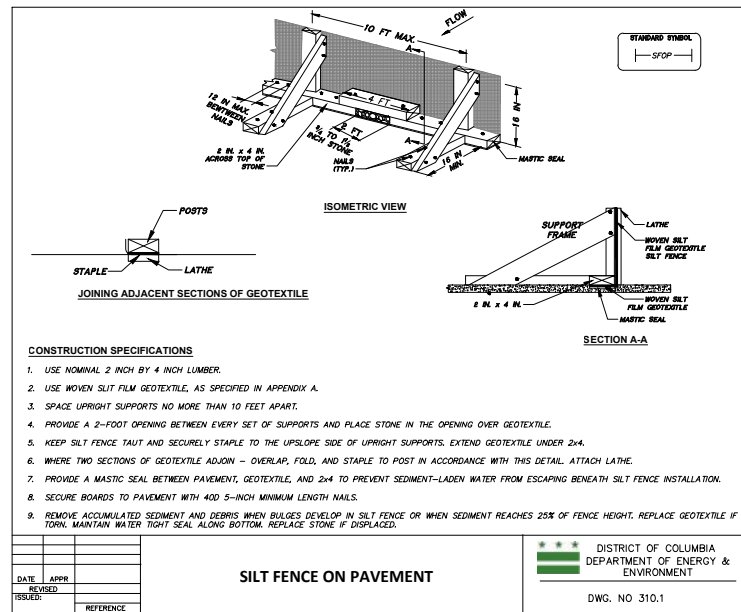 10 FT MAX.
FLOW
STANDARD SYMBOL
SFOP
A
4 FT
12 IN MAX.
BEWTWEEN
NAILS
16 IN
2 FT
3/4 TO 1 1/2
INCH STONE
A
2 IN. x 4 IN.
ACROSS TOP OF
STONE
NAILS
(TYP.)
16 IN
MIN.
MASTIC SEAL
ISOMETRIC VIEW
POSTS
STAPLE
LATHE
JOINING ADJACENT SECTIONS OF GEOTEXTILE
SUPPORT
FRAME
LATHE
WOVEN SILT
FILM GEOTEXTILE
SILT FENCE
2 IN. x 4 IN.
WOVEN SILT
FILM GEOTEXTILE
MASTIC SEAL
SECTION A-A
CONSTRUCTION SPECIFICATIONS
1. USE NOMINAL 2 INCH BY 4 INCH LUMBER.
2. USE WOVEN SLIT FILM GEOTEXTILE, AS SPECIFIED IN APPENDIX A.
3. SPACE UPRIGHT SUPPORTS NO MORE THAN 10 FEET APART.
4. PROVIDE A 2-FOOT OPENING BETWEEN EVERY SET OF SUPPORTS AND PLACE STONE IN THE OPENING OVER GEOTEXTILE.
5. KEEP SILT FENCE TAUT AND SECURELY STAPLE TO THE UPSLOPE SIDE OF UPRIGHT SUPPORTS. EXTEND GEOTEXTILE UNDER 2x4.
6. WHERE TWO SECTIONS OF GEOTEXTILE ADJOIN – OVERLAP, FOLD, AND STAPLE TO POST IN ACCORDANCE WITH THIS DETAIL. ATTACH LATHE.
7. PROVIDE A MASTIC SEAL BETWEEN PAVEMENT, GEOTEXTILE, AND 2x4 TO PREVENT SEDIMENT-LADEN WATER FROM ESCAPING BENEATH SILT FENCE INSTALLATION.
8. SECURE BOARDS TO PAVEMENT WITH 40D 5-INCH MINIMUM LENGTH NAILS.
9. REMOVE ACCUMULATED SEDIMENT AND DEBRIS WHEN BULGES DEVELOP IN SILT FENCE OR WHEN SEDIMENT REACHES 25% OF FENCE HEIGHT. REPLACE GEOTEXTILE IF
TORN. MAINTAIN WATER TIGHT SEAL ALONG BOTTOM. REPLACE STONE IF DISPLACED.
DATE APPR
REVISED
ISSUED:
REFERENCE
SILT FENCE ON PAVEMENT
DISTRICT OF COLUMBIA
DEPARTMENT OF ENERGY &
ENVIRONMENT
DWG. NO 310.1